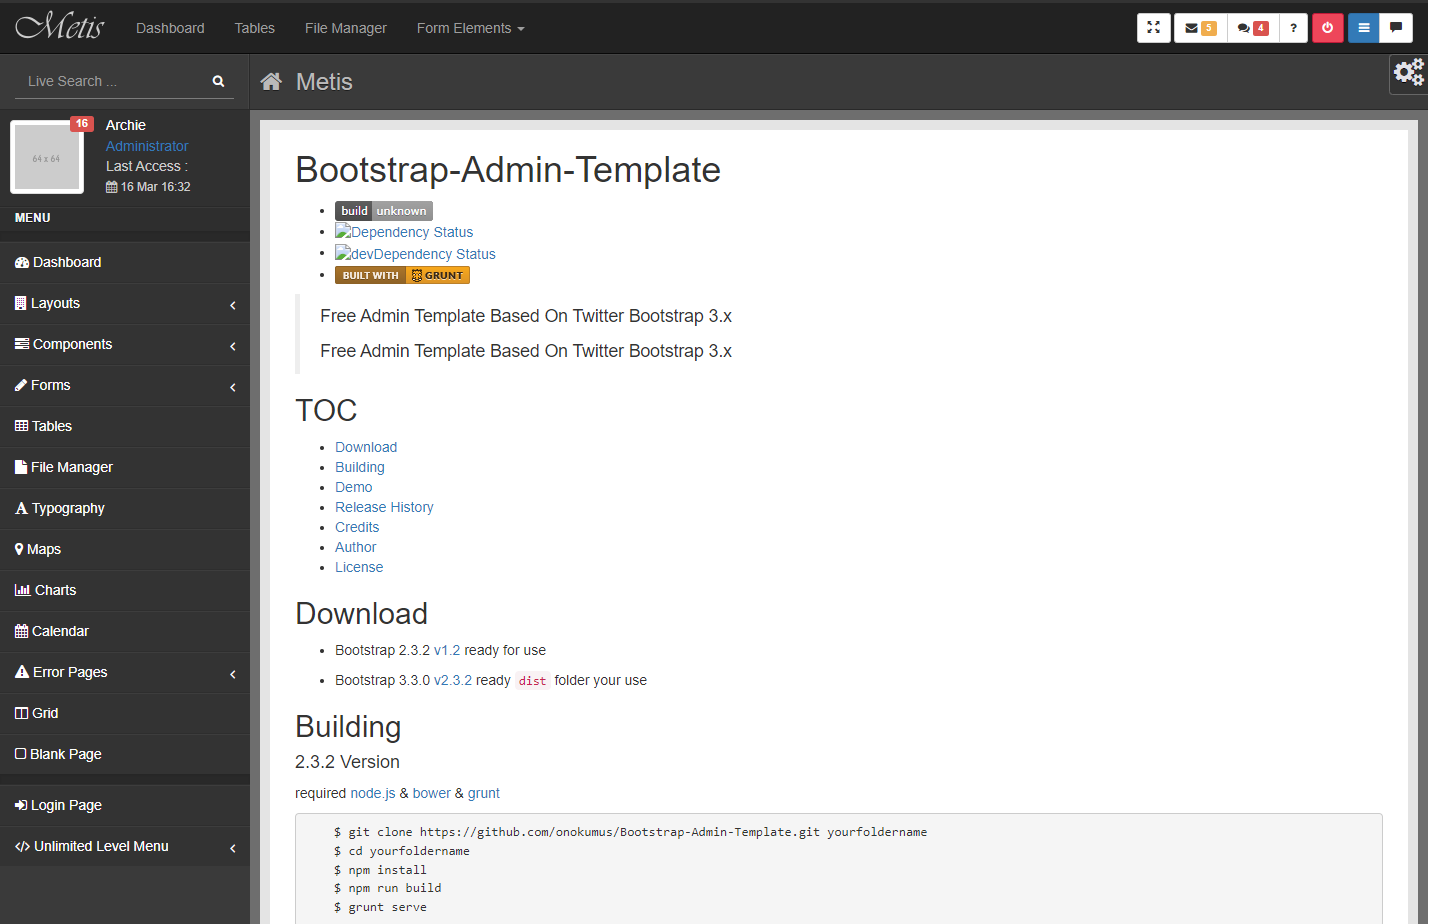 Metis Dashboard Tables File Manager Form Elements 5 4 ?
Live Search ... Metis
16
64 x 64
Archie
Administrator
Last Access :
16 Mar 16:32
MENU
Dashboard
Layouts
Components
Forms
Tables
File Manager
Typography
Maps
Charts
Calendar
Error Pages
Grid
Blank Page
Login Page
Unlimited Level Menu
Bootstrap-Admin-Template
build unknown
Dependency Status
devDependency Status
BUILT WITH GRUNT
Free Admin Template Based On Twitter Bootstrap 3.x
Free Admin Template Based On Twitter Bootstrap 3.x
TOC
Download
Building
Demo
Release History
Credits
Author
License
Download
Bootstrap 2.3.2 v1.2 ready for use
Bootstrap 3.3.0 v2.3.2 ready dist folder your use
Building
2.3.2 Version
required node.js & bower & grunt
$ git clone https://github.com/onokumus/Bootstrap-Admin-Template.git yourfoldername
$ cd yourfoldername
$ npm install
$ npm run build
$ grunt serve